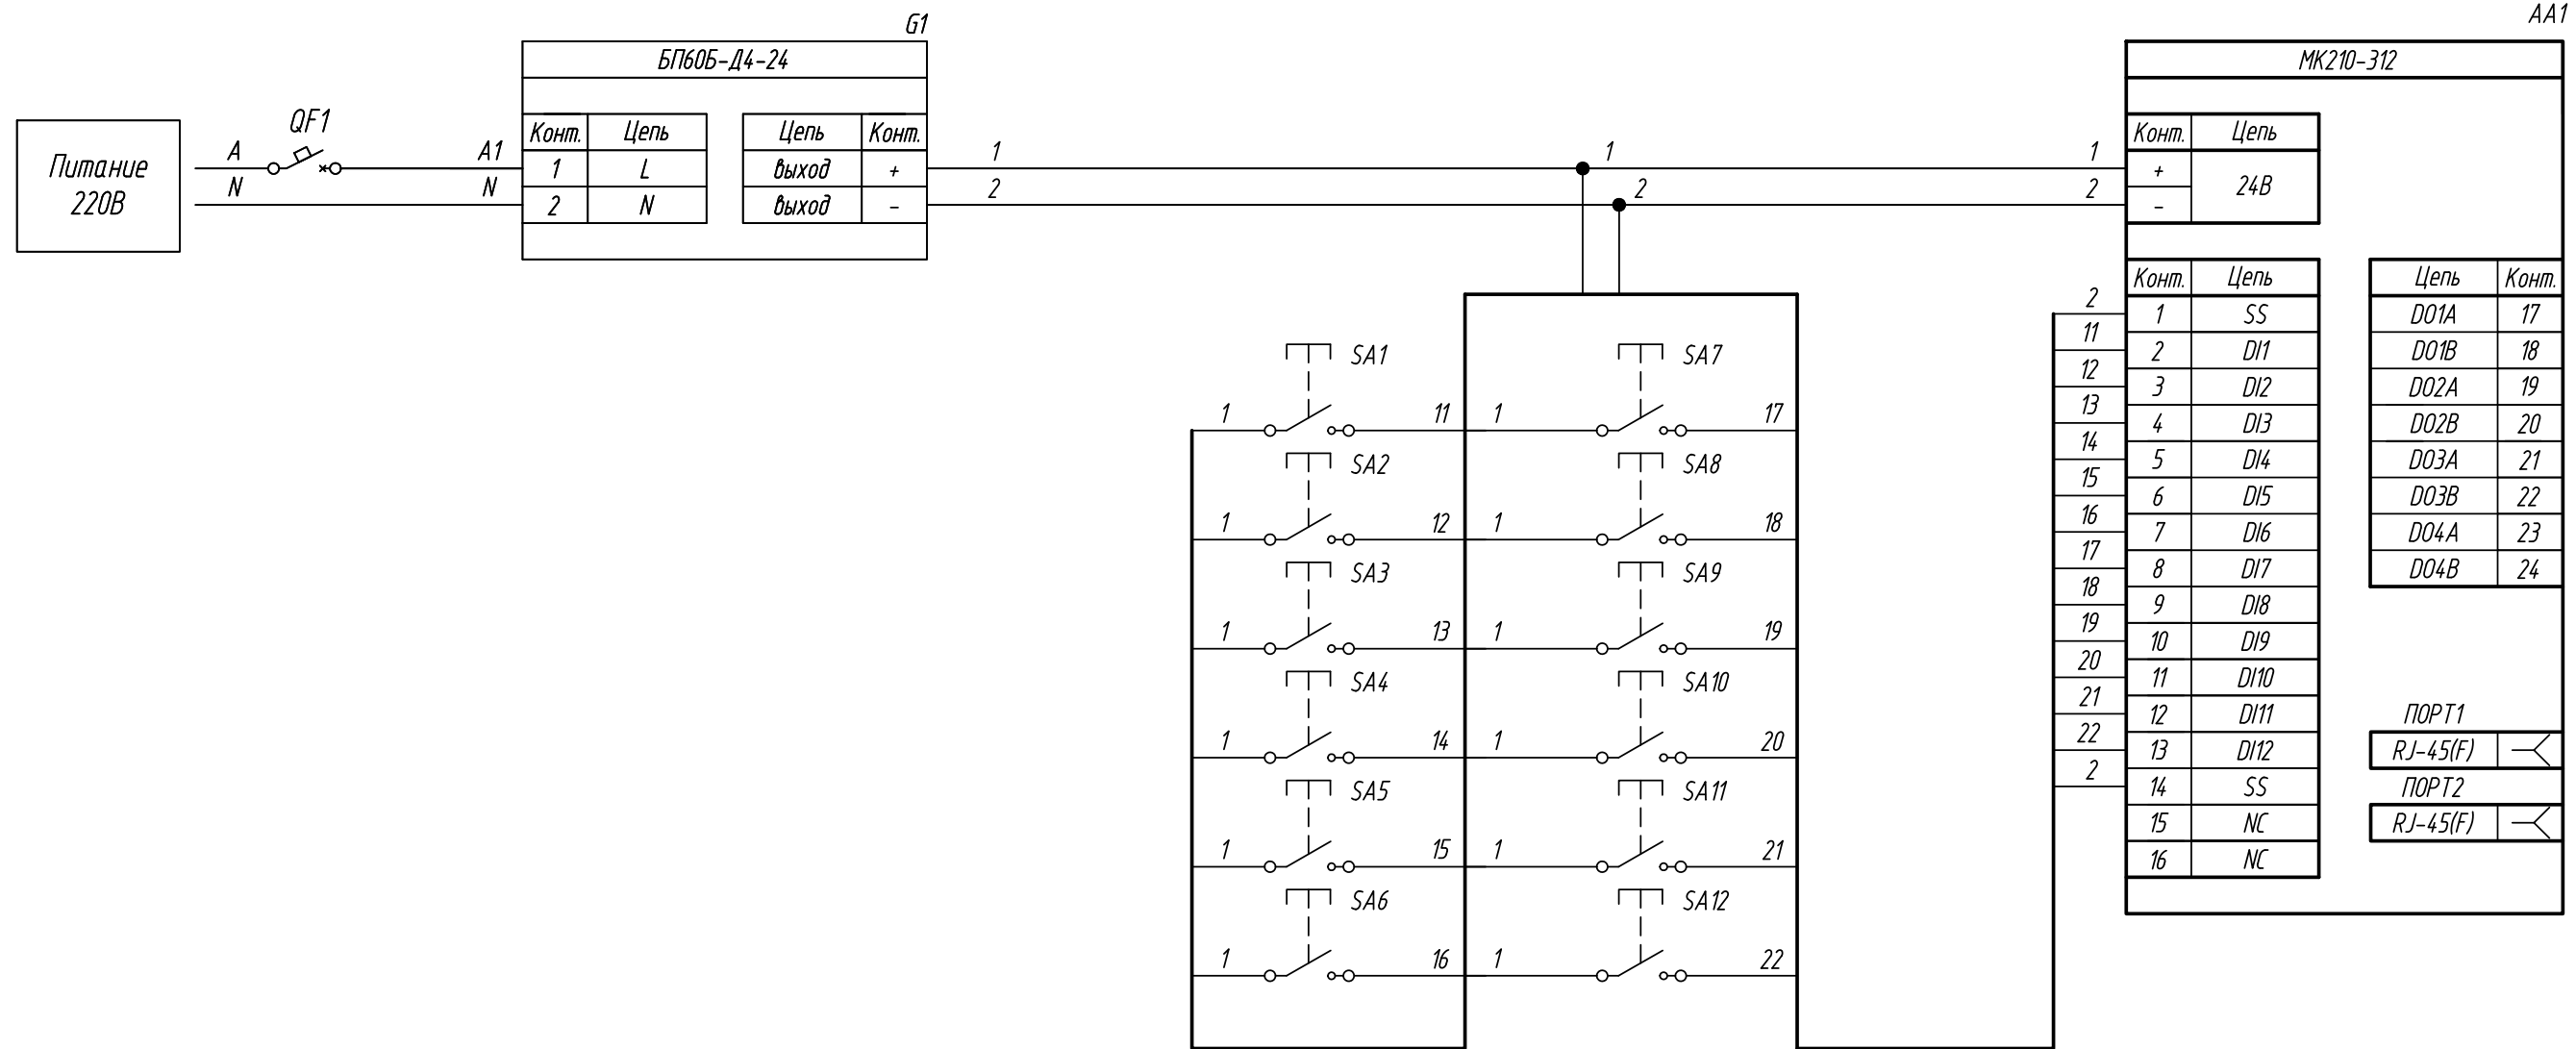 G1
AA1
БП60Б-Д4-24
МК210-312
QF1
Питание
220В
A
A1
N
N
Конт. Цепь
1 L
2 N
Цепь Конт.
выход +
выход -
1
2
1
2
1
2
Конт. Цепь
+ 24В
-
Конт. Цепь
2 1 SS
11 2 DI1
12 3 DI2
13 4 DI3
14 5 DI4
15 6 DI5
16 7 DI6
17 8 DI7
18 9 DI8
19 10 DI9
20 11 DI10
21 12 DI11
22 13 DI12
2 14 SS
15 NC
16 NC
Цепь Конт.
DO1A 17
DO1B 18
DO2A 19
DO2B 20
DO3A 21
DO3B 22
DO4A 23
DO4B 24
ПОРТ1
RJ-45(F)
ПОРТ2
RJ-45(F)
SA1
1 11
SA2
1 12
SA3
1 13
SA4
1 14
SA5
1 15
SA6
1 16
SA7
1 17
SA8
1 18
SA9
1 19
SA10
1 20
SA11
1 21
SA12
1 22